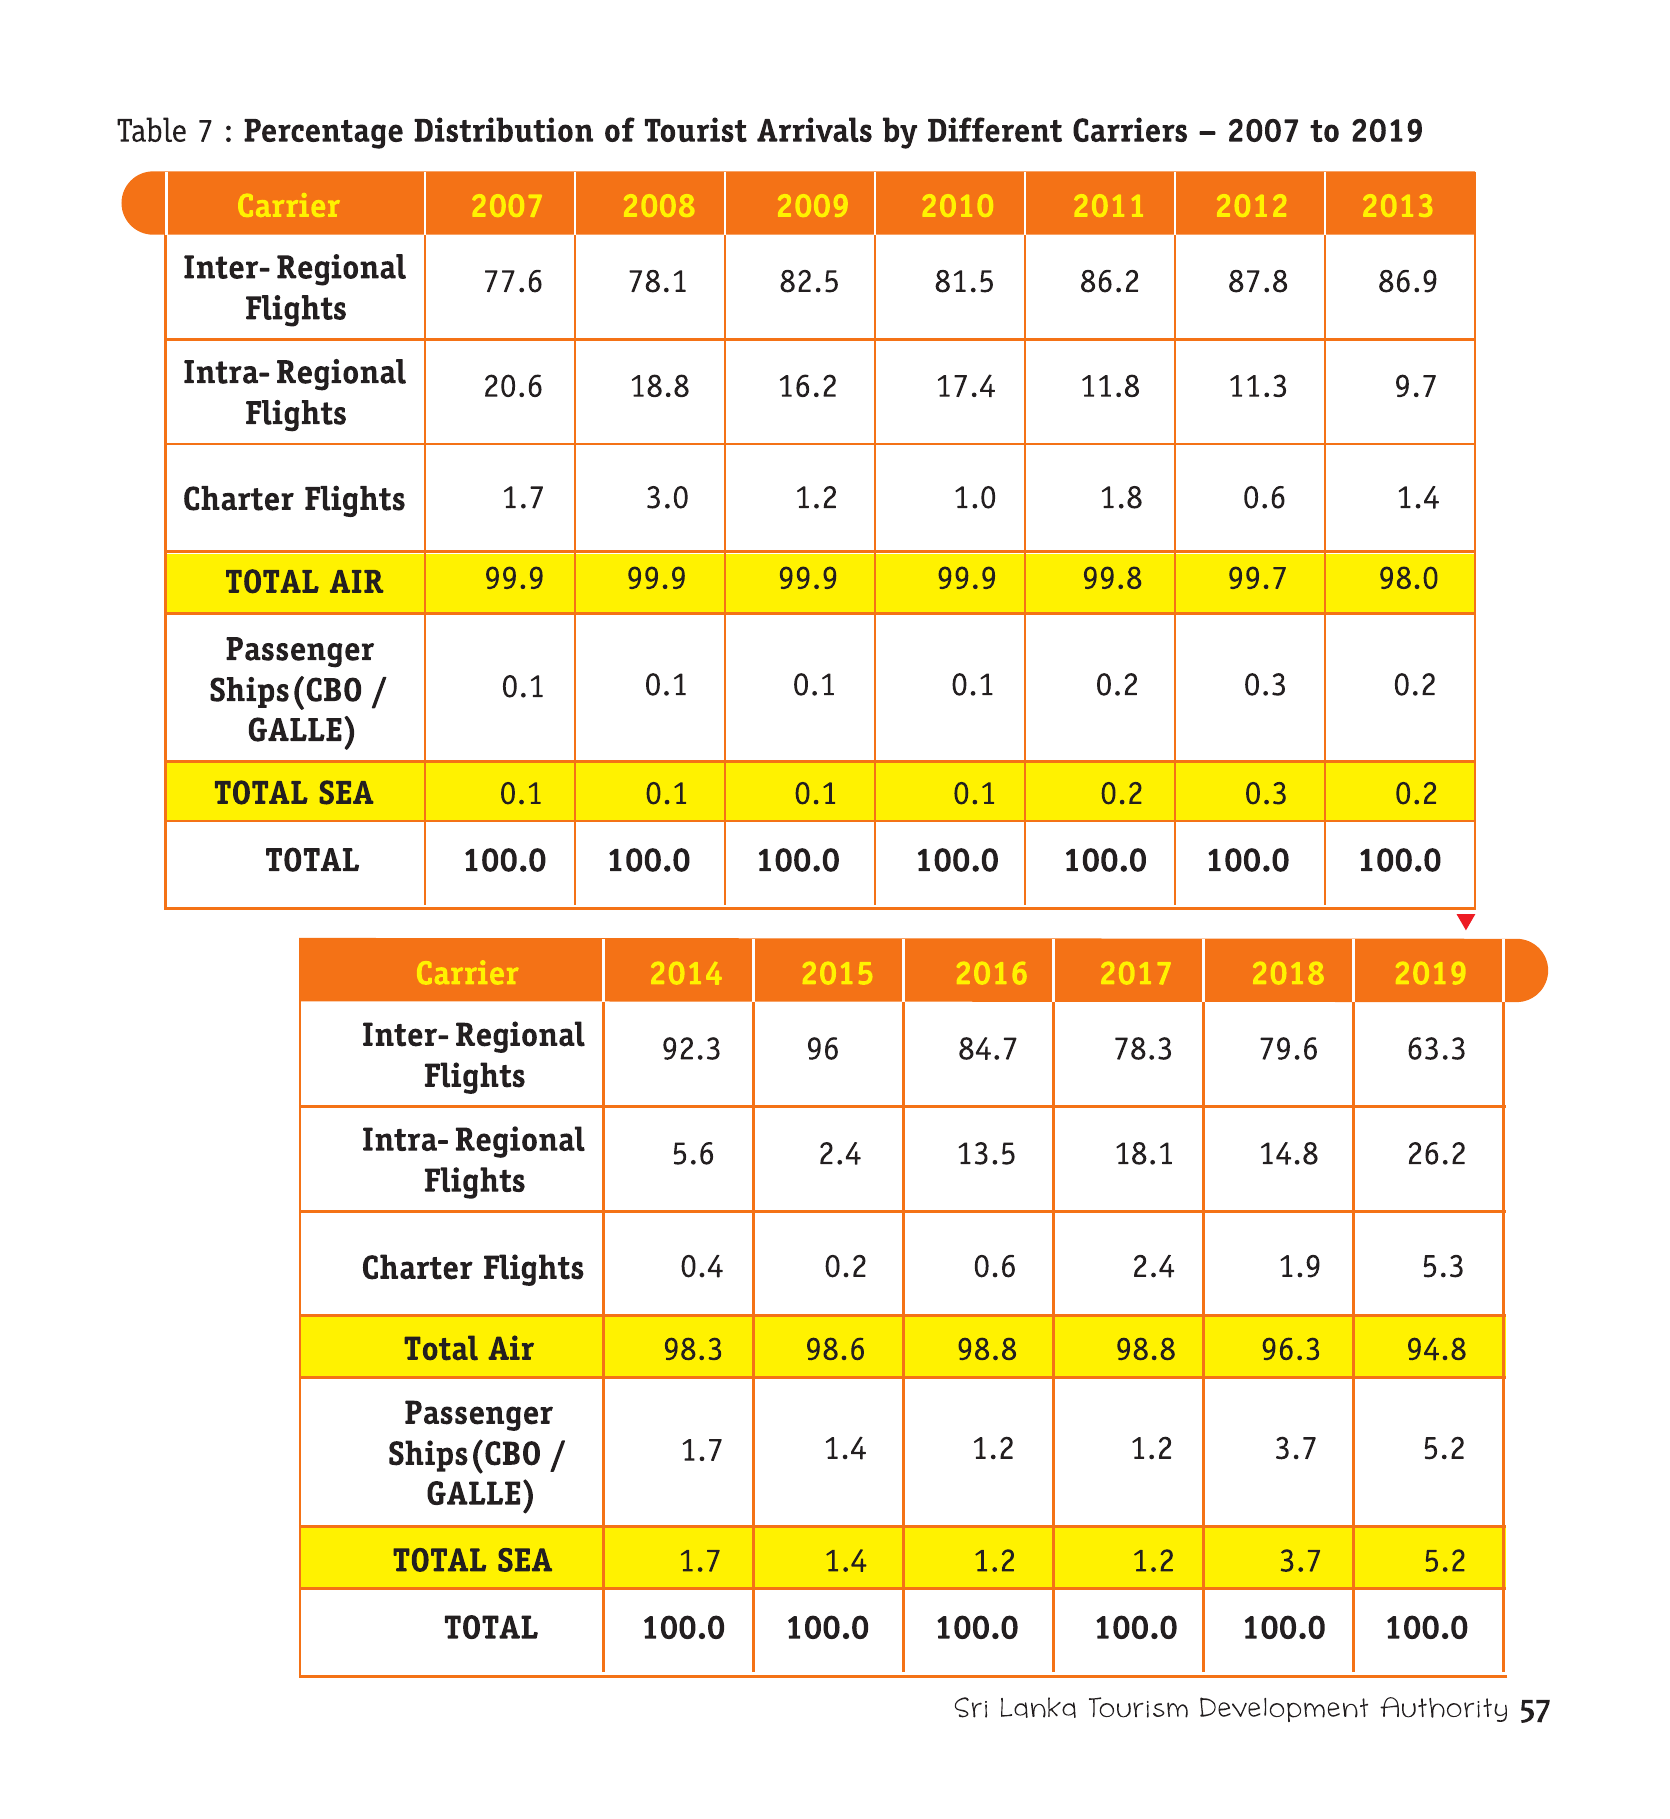 Table 7 : Percentage Distribution of Tourist Arrivals by Different Carriers – 2007 to 2019
Carrier 2007 2008 2009 2010 2011 2012 2013
Inter- Regional
Flights
77.6 78.1 82.5 81.5 86.2 87.8 86.9
Intra- Regional
Flights
20.6 18.8 16.2 17.4 11.8 11.3 9.7
Charter Flights 1.7 3.0 1.2 1.0 1.8 0.6 1.4
TOTAL AIR 99.9 99.9 99.9 99.9 99.8 99.7 98.0
Passenger
Ships(CBO /
GALLE)
0.1 0.1 0.1 0.1 0.2 0.3 0.2
TOTAL SEA 0.1 0.1 0.1 0.1 0.2 0.3 0.2
TOTAL 100.0 100.0 100.0 100.0 100.0 100.0 100.0
Carrier 2014 2015 2016 2017 2018 2019
Inter- Regional
Flights
92.3 96 84.7 78.3 79.6 63.3
Intra- Regional
Flights
5.6 2.4 13.5 18.1 14.8 26.2
Charter Flights 0.4 0.2 0.6 2.4 1.9 5.3
Total Air 98.3 98.6 98.8 98.8 96.3 94.8
Passenger
Ships(CBO /
GALLE)
1.7 1.4 1.2 1.2 3.7 5.2
TOTAL SEA 1.7 1.4 1.2 1.2 3.7 5.2
TOTAL 100.0 100.0 100.0 100.0 100.0 100.0
Sri Lanka Tourism Development Authority 57